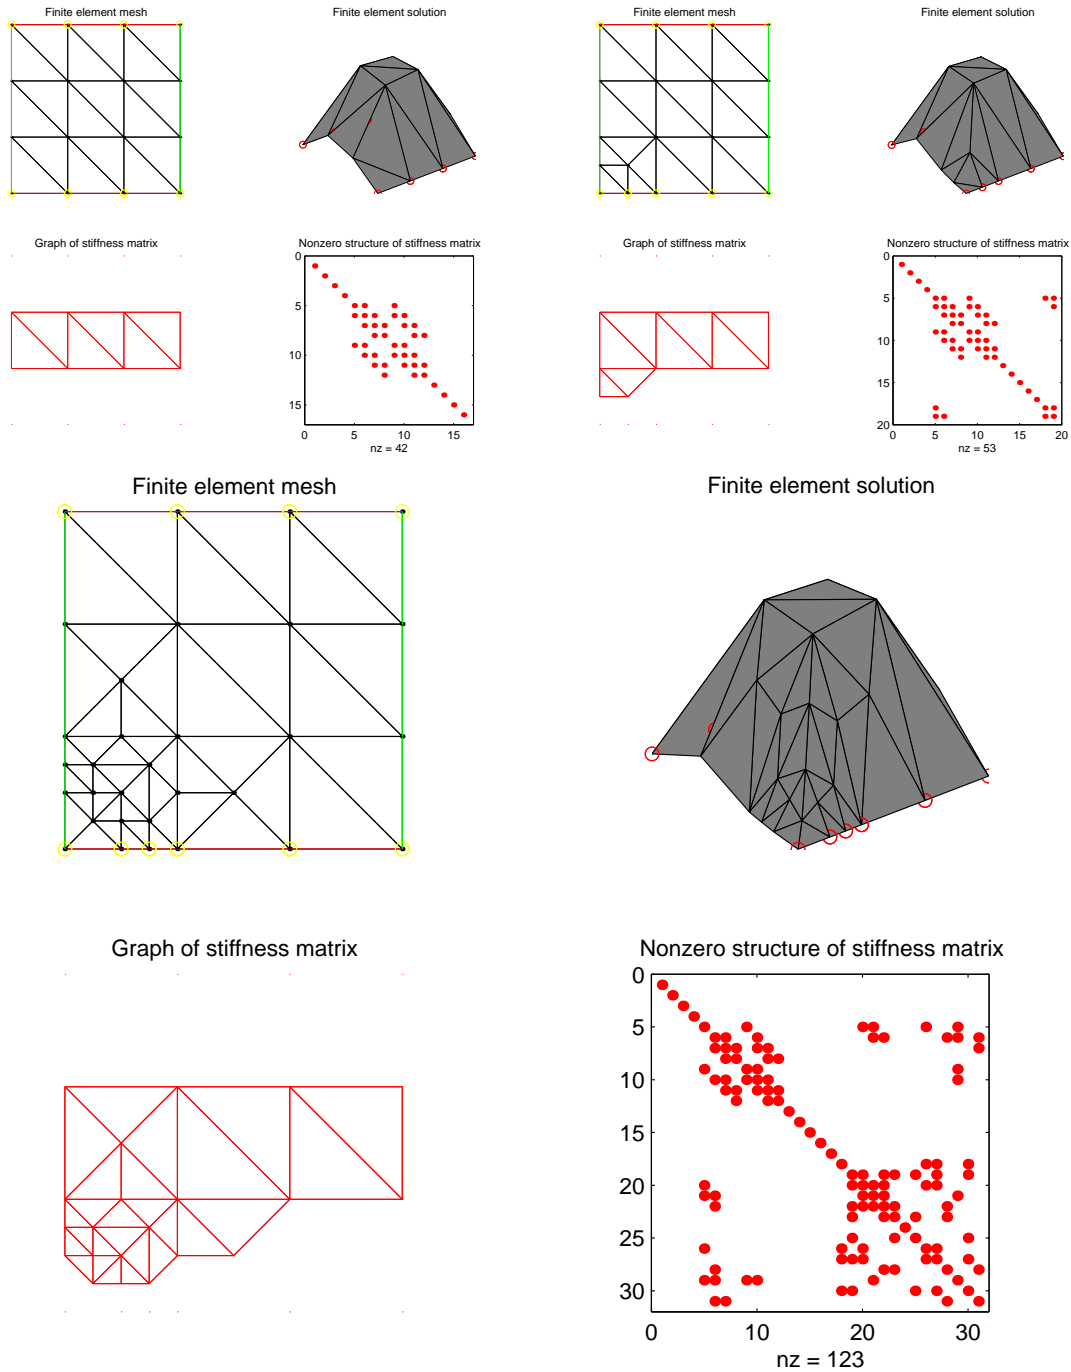 Finite element mesh
Finite element solution
Finite element mesh
Finite element solution
Graph of stiffness matrix
Nonzero structure of stiffness matrix
0
5
10
15
0
5
10
15
nz = 42
Graph of stiffness matrix
Nonzero structure of stiffness matrix
0
5
10
15
20
0
5
10
15
20
nz = 53
Finite element mesh
Finite element solution
Graph of stiffness matrix
Nonzero structure of stiffness matrix
0
5
10
15
20
25
30
0
10
20
30
nz = 123